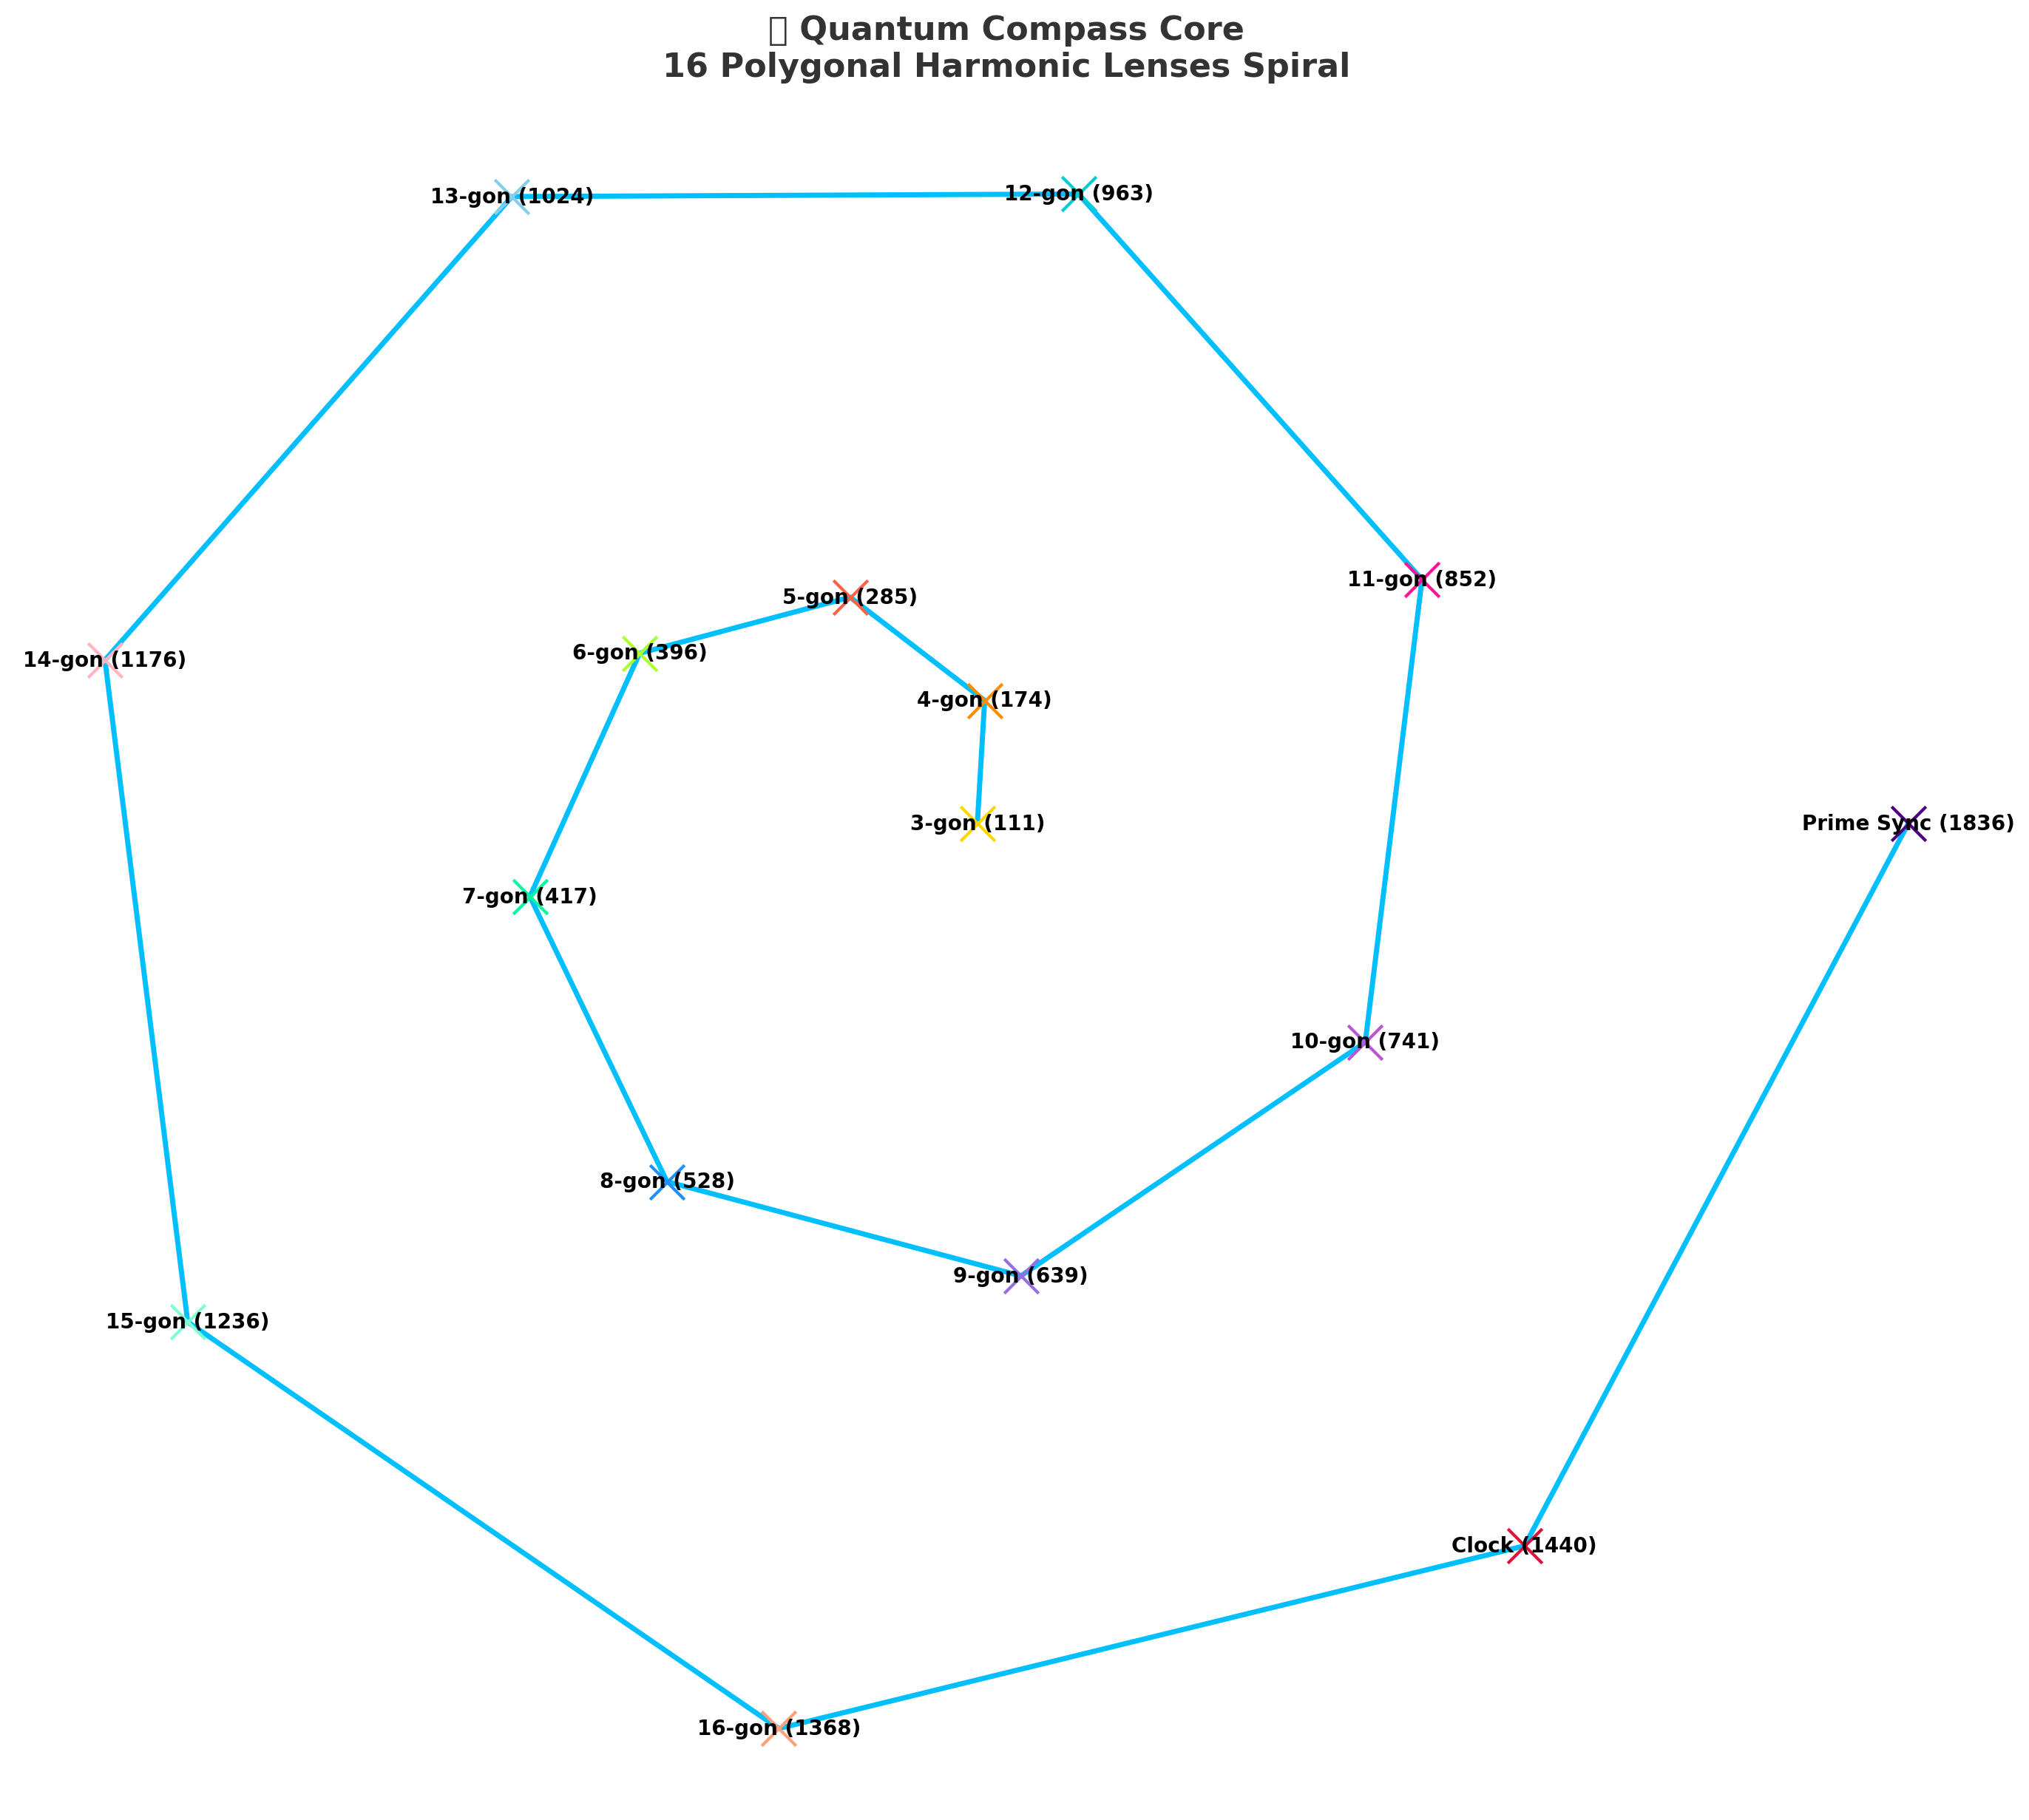 ▯ Quantum Compass Core
16 Polygonal Harmonic Lenses Spiral
13-gon (1024)
12-gon (963)
11-gon (852)
5-gon (285)
6-gon (396)
14-gon (1176)
4-gon (174)
3-gon (111)
Prime Sync (1836)
7-gon (417)
10-gon (741)
8-gon (528)
9-gon (639)
15-gon (1236)
Clock (1440)
16-gon (1368)